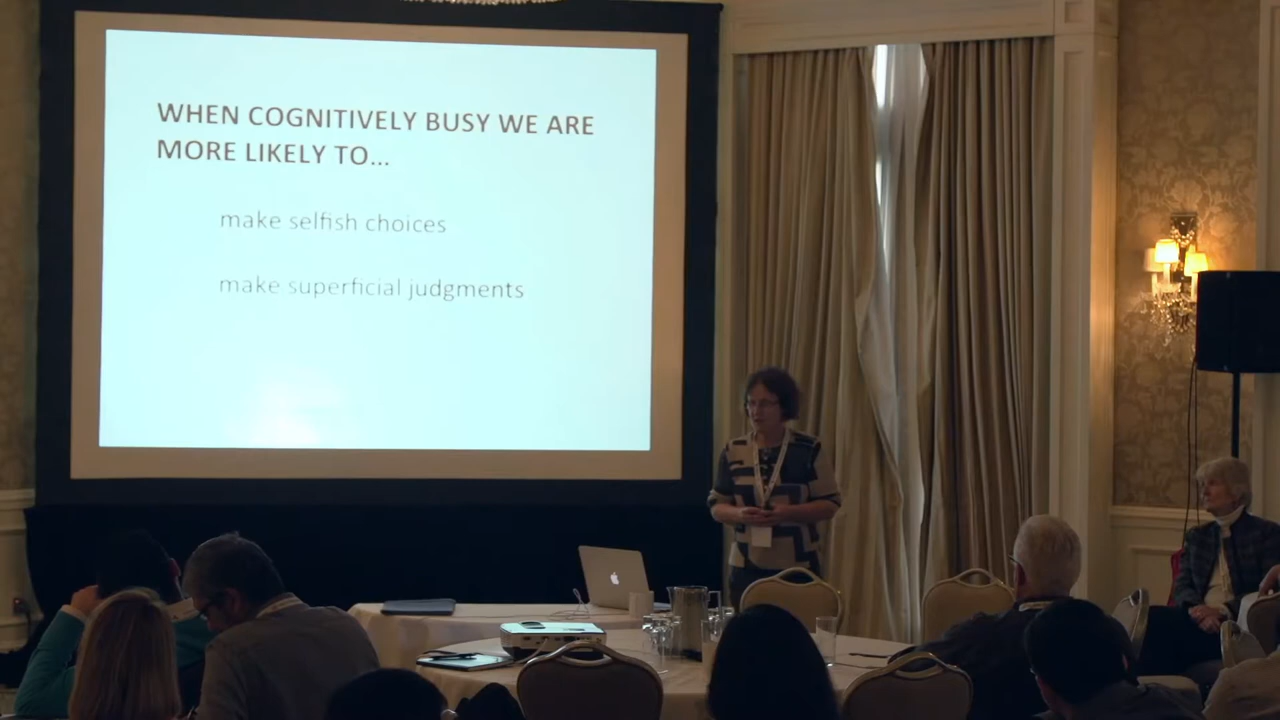 WHEN COGNITIVELY BUSY WE ARE
MORE LIKELY TO...
make selfish choices
make superficial judgments